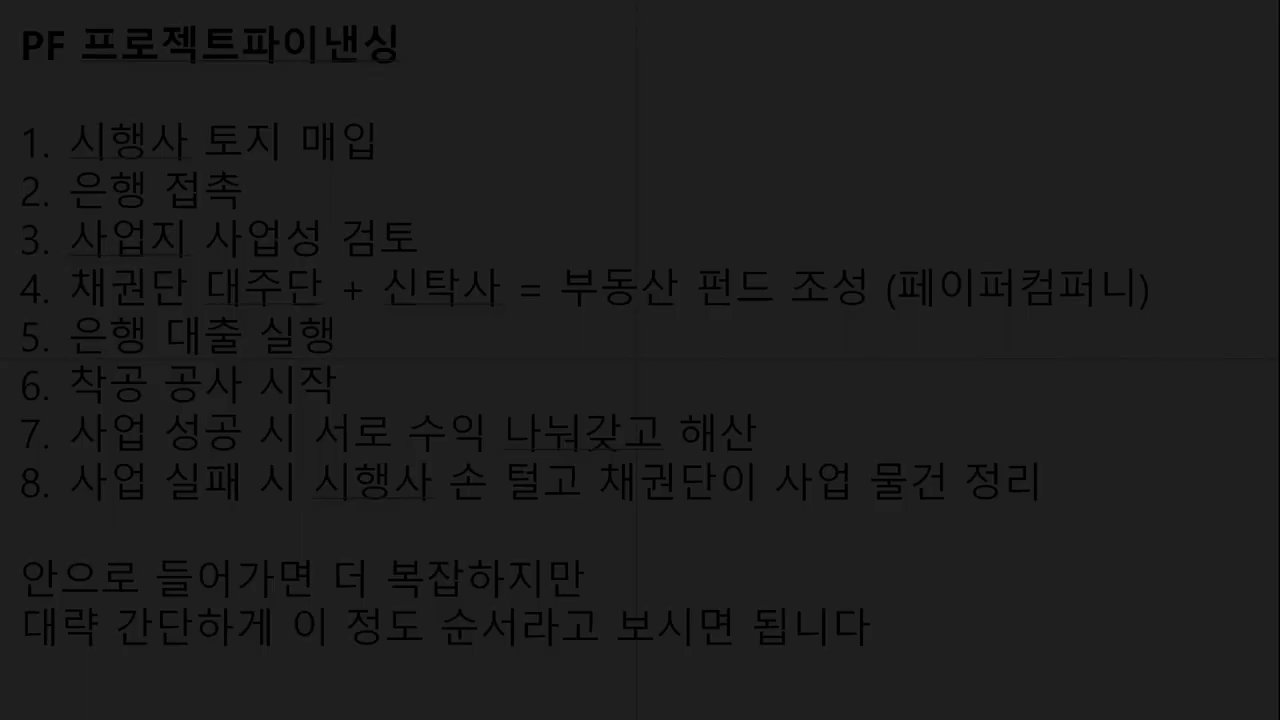 PF 프로젝트파이낸싱
1. 시행사 토지 매입
2. 은행 접촉
3. 사업지 사업성 검토
4. 채권단 대주단 + 신탁사 = 부동산 펀드 조성 (페이퍼컴퍼니)
5. 은행 대출 실행
6. 착공 공사 시작
7. 사업 성공 시 서로 수익 나눠갖고 해산
8. 사업 실패 시 시행사 손 털고 채권단이 사업 물건 정리
안으로 들어가면 더 복잡하지만
대략 간단하게 이 정도 순서라고 보시면 됩니다